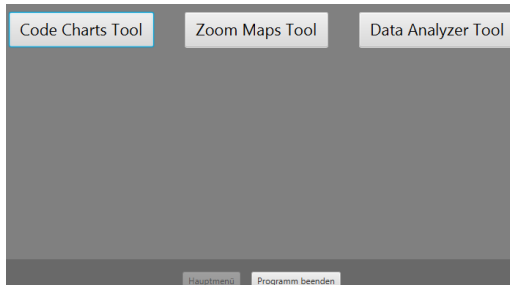 Code Charts Tool Zoom Maps Tool Data Analyzer Tool
Hauptmenü Programm beenden